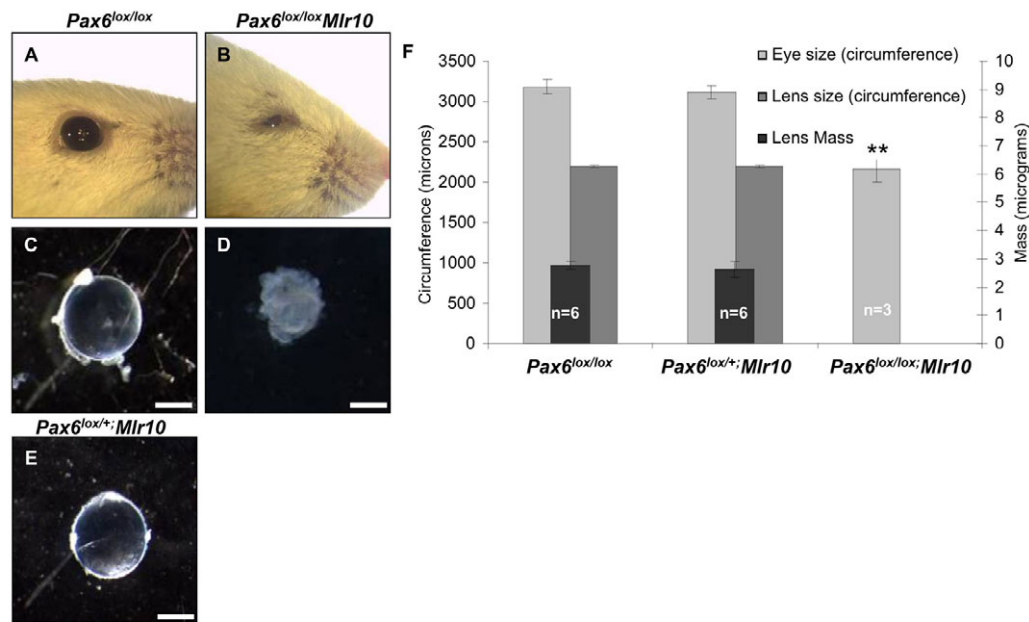 Pax6lox/lox
Pax6lox/loxMlr10
A
B
C
D
Pax6lox/+;Mlr10
E
F
Eye size (circumference)
Lens size (circumference)
Lens Mass
Circumference (microns)
3500
3000
2500
2000
1500
1000
500
0
Mass (micrograms)
10
9
8
7
6
5
4
3
2
1
0
**
n=6
n=6
n=3
Pax6lox/lox
Pax6lox/+;Mlr10
Pax6lox/lox;Mlr10